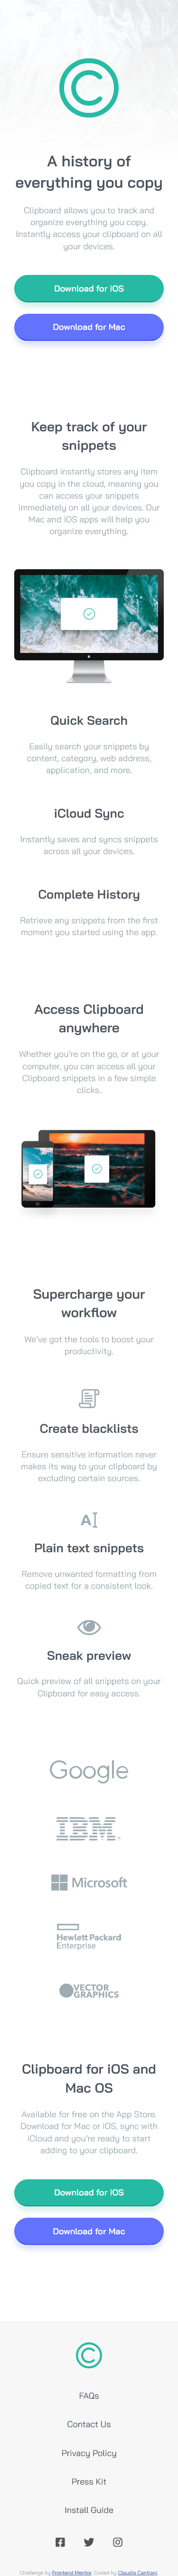 A history of
everything you copy
Clipboard allows you to track and
organize everything you copy.
Instantly access your clipboard on all
your devices.
Download for iOS
Download for Mac
Keep track of your
snippets
Clipboard instantly stores any item
you copy in the cloud, meaning you
can access your snippets
immediately on all your devices. Our
Mac and iOS apps will help you
organize everything.
Quick Search
Easily search your snippets by
content, category, web address,
application, and more.
iCloud Sync
Instantly saves and syncs snippets
across all your devices.
Complete History
Retrieve any snippets from the first
moment you started using the app.
Access Clipboard
anywhere
Whether you're on the go, or at your
computer, you can access all your
Clipboard snippets in a few simple
clicks.
Supercharge your
workflow
We've got the tools to boost your
productivity.
A
Create blacklists
Ensure sensitive information never
makes its way to your clipboard by
excluding certain sources.
Plain text snippets
Remove unwanted formatting from
copied text for a consistent look.
Sneak preview
Quick preview of all snippets on your
Clipboard for easy access.
Google
IBM
Microsoft
Hewlett Packard
Enterprise
VECTOR
GRAPHICS
Clipboard for iOS and
Mac OS
Available for free on the App Store.
Download for Mac or iOS, sync with
iCloud and you're ready to start
adding to your clipboard.
Download for iOS
Download for Mac
FAQs
Contact Us
Privacy Policy
Press Kit
Install Guide
Challenge by Frontend Mentor. Coded by Claudia Cantiani.